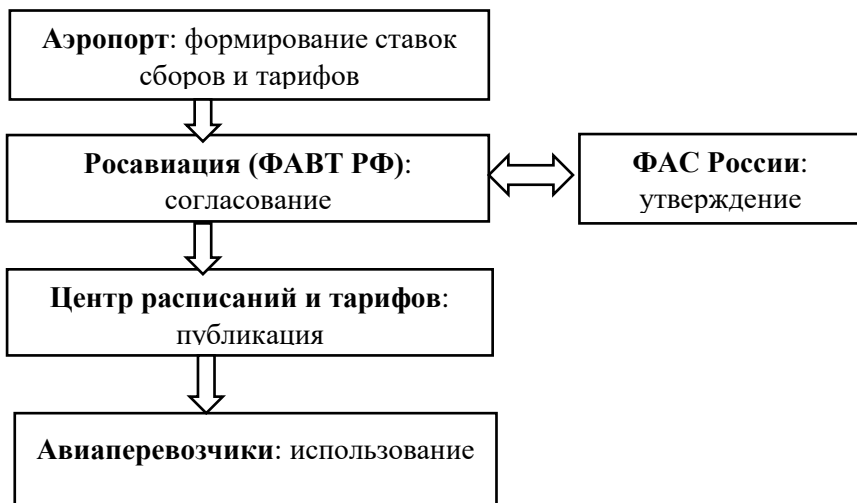 Аэропорт: формирование ставок
сборов и тарифов
Росавиация (ФАВТ РФ):
согласование
ФАС России:
утверждение
Центр расписаний и тарифов:
публикация
Авиаперевозчики: использование